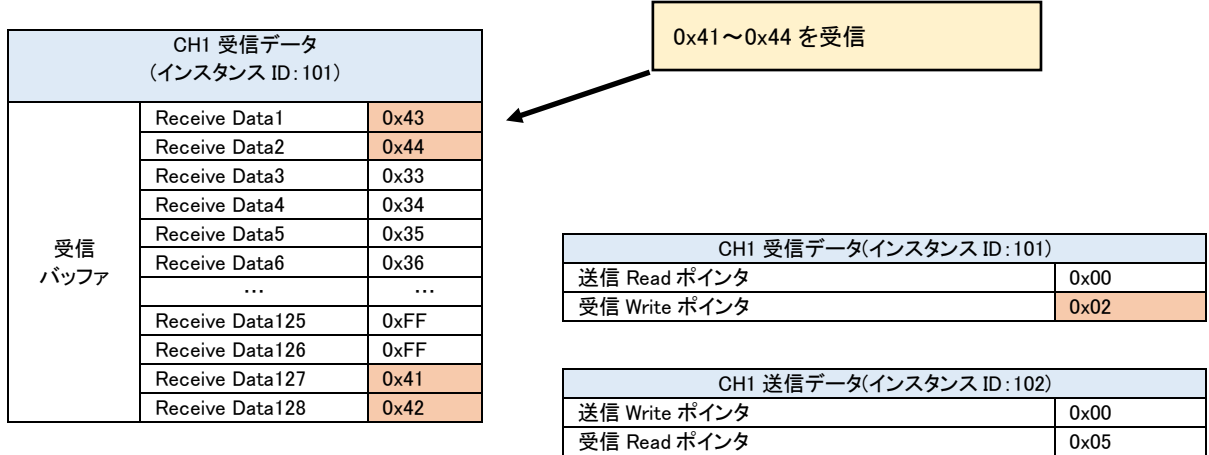 0x41～0x44 を受信
CH1 受信データ
(インスタンス ID:101)
受信
バッファ
Receive Data1 0x43
Receive Data2 0x44
Receive Data3 0x33
Receive Data4 0x34
Receive Data5 0x35
Receive Data6 0x36
… …
Receive Data125 0xFF
Receive Data126 0xFF
Receive Data127 0x41
Receive Data128 0x42
CH1 受信データ(インスタンス ID:101)
送信 Read ポインタ 0x00
受信 Write ポインタ 0x02
CH1 送信データ(インスタンス ID:102)
送信 Write ポインタ 0x00
受信 Read ポインタ 0x05